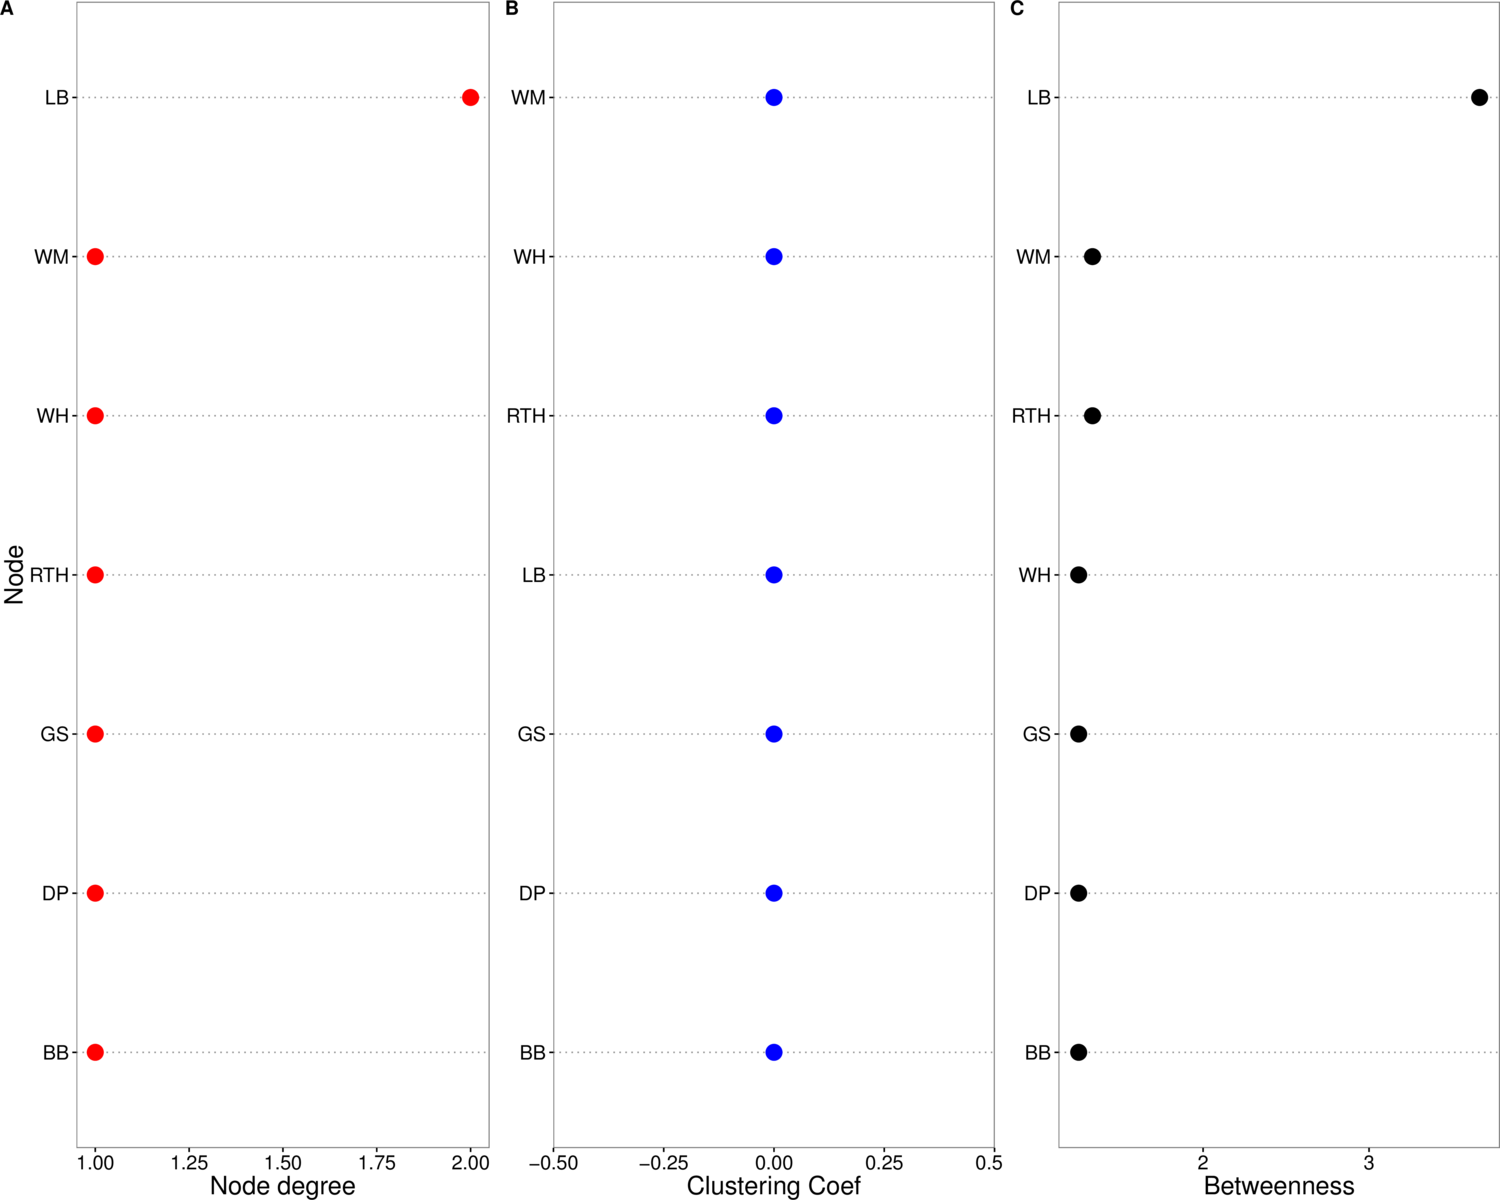 A
Node
LB
WM
WH
RTH
GS
DP
BB
1.00 1.25 1.50 1.75 2.00
Node degree
B
WM
WH
RTH
LB
GS
DP
BB
−0.50 −0.25 0.00 0.25 0.5
Clustering Coef
C
LB
WM
RTH
WH
GS
DP
BB
2 3
Betweenness